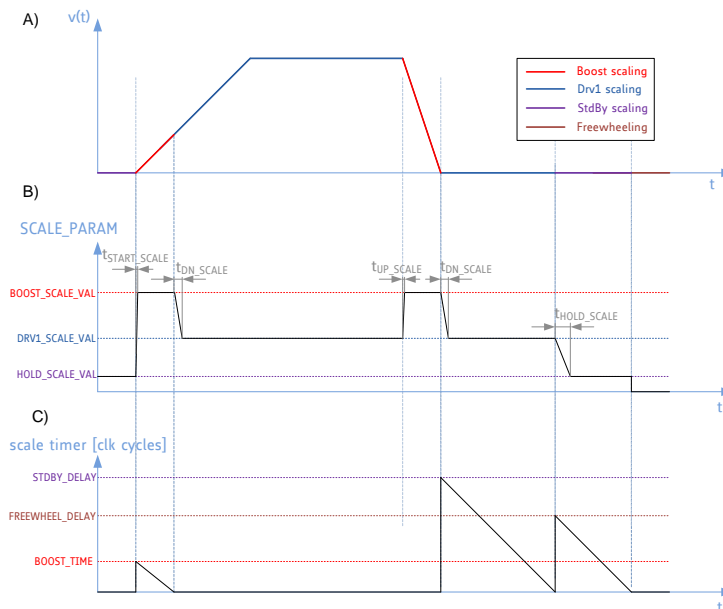 A)
v(t)
Boost scaling
Drv1 scaling
StdBy scaling
Freewheeling
t
B)
SCALE_PARAM
tSTART_SCALE
tDN_SCALE
tUP_SCALE
tDN_SCALE
BOOST_SCALE_VAL
tHOLD_SCALE
DRV1_SCALE_VAL
HOLD_SCALE_VAL
t
C)
scale timer [clk cycles]
STDBY_DELAY
FREEWHEEL_DELAY
BOOST_TIME
t